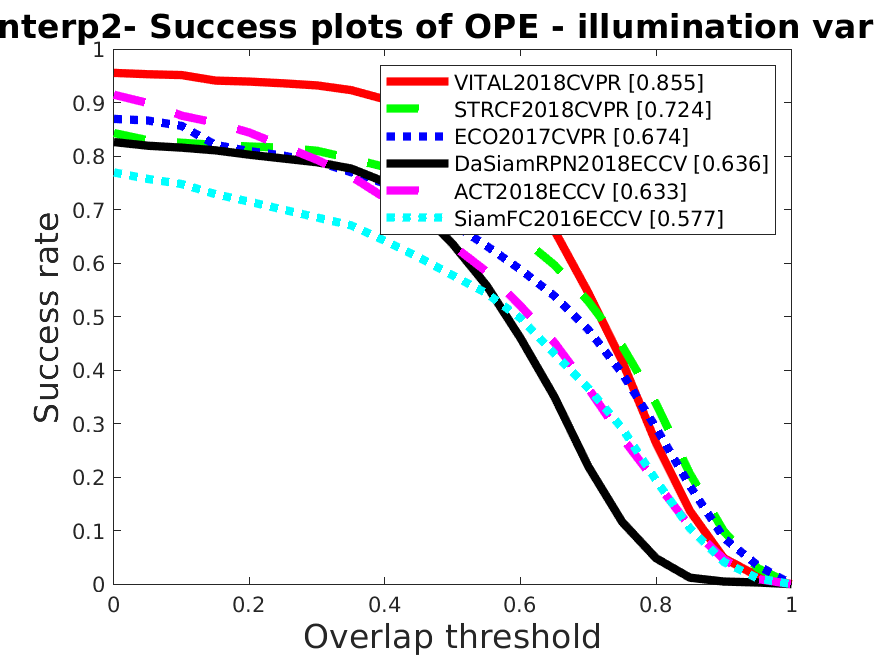 nterp2- Success plots of OPE - illumination var
VITAL2018CVPR [0.855]
STRCF2018CVPR [0.724]
ECO2017CVPR [0.674]
DaSiamRPN2018ECCV [0.636]
ACT2018ECCV [0.633]
SiamFC2016ECCV [0.577]
Success rate
1
0.9
0.8
0.7
0.6
0.5
0.4
0.3
0.2
0.1
0
0 0.2 0.4 0.6 0.8 1
Overlap threshold